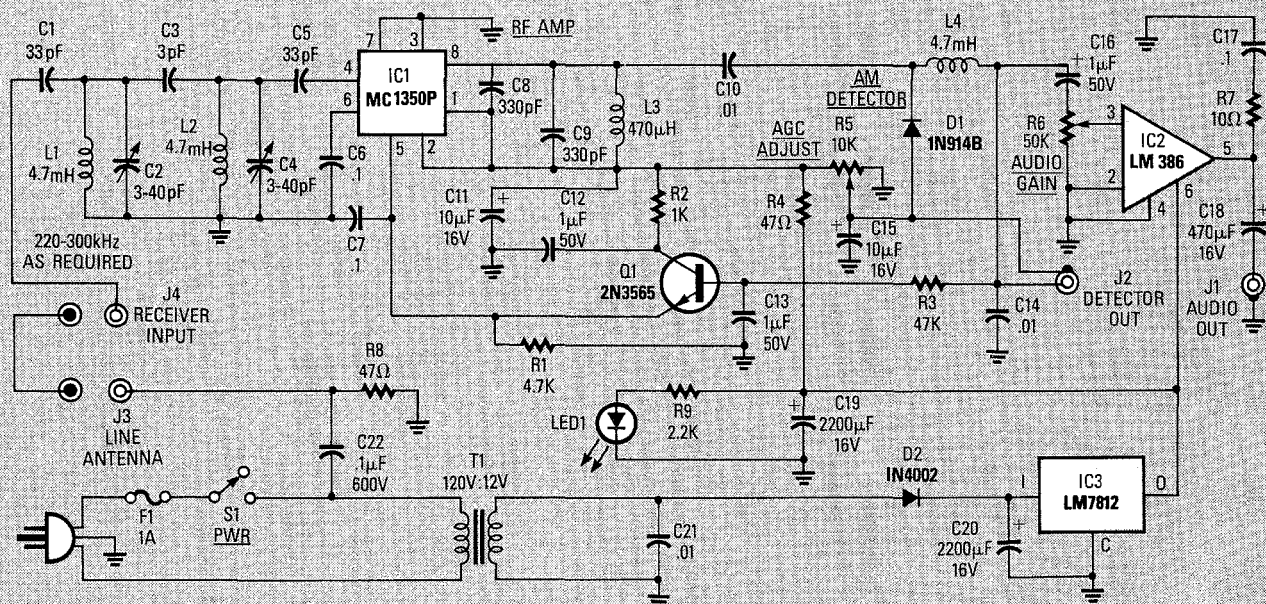 C1
33pF
C3
3pF
C5
33pF
7
3
RF AMP
4
6
IC1
MC1350P
8
1
5
2
C8
330pF
C9
330pF
L3
470µH
C10
.01
AM
DETECTOR
D1
1N914B
L4
4.7mH
C16
1µF
50V
C17
.1
R7
10Ω
L1
4.7mH
C2
3-40pF
L2
4.7mH
C4
3-40pF
C6
.1
C7
.1
AGC
ADJUST
R5
10K
R6
50K
AUDIO
GAIN
3
2
IC2
LM 386
5
6
4
C11
10µF
16V
C12
1µF
50V
R2
1K
R4
47Ω
C15
10µF
16V
C18
470µF
16V
220-300kHz
AS REQUIRED
J4
RECEIVER
INPUT
Q1
2N3565
C13
1µF
50V
R3
47K
C14
.01
J2
DETECTOR
OUT
J1
AUDIO
OUT
R1
4.7K
R8
47Ω
J3
LINE
ANTENNA
LED1
R9
2.2K
C19
2200µF
16V
C22
1µF
600V
T1
120V:12V
D2
IN4002
I
IC3
LM7812
O
C
F1
1A
S1
PWR
C21
.01
C20
2200µF
16V